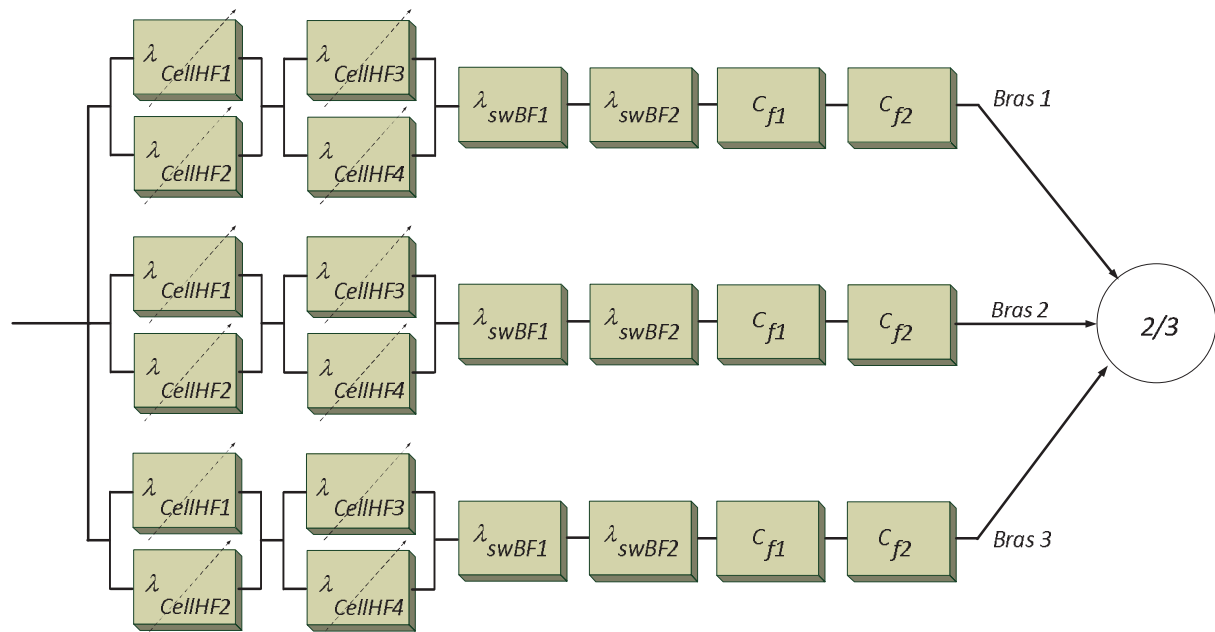 λ CellHF1
λ CellHF3
λ CellHF2
λ CellHF4
λ swBF1
λ swBF2
C f1
C f2
Bras 1
λ CellHF1
λ CellHF3
λ CellHF2
λ CellHF4
λ swBF1
λ swBF2
C f1
C f2
Bras 2
2/3
λ CellHF1
λ CellHF3
λ CellHF2
λ CellHF4
λ swBF1
λ swBF2
C f1
C f2
Bras 3